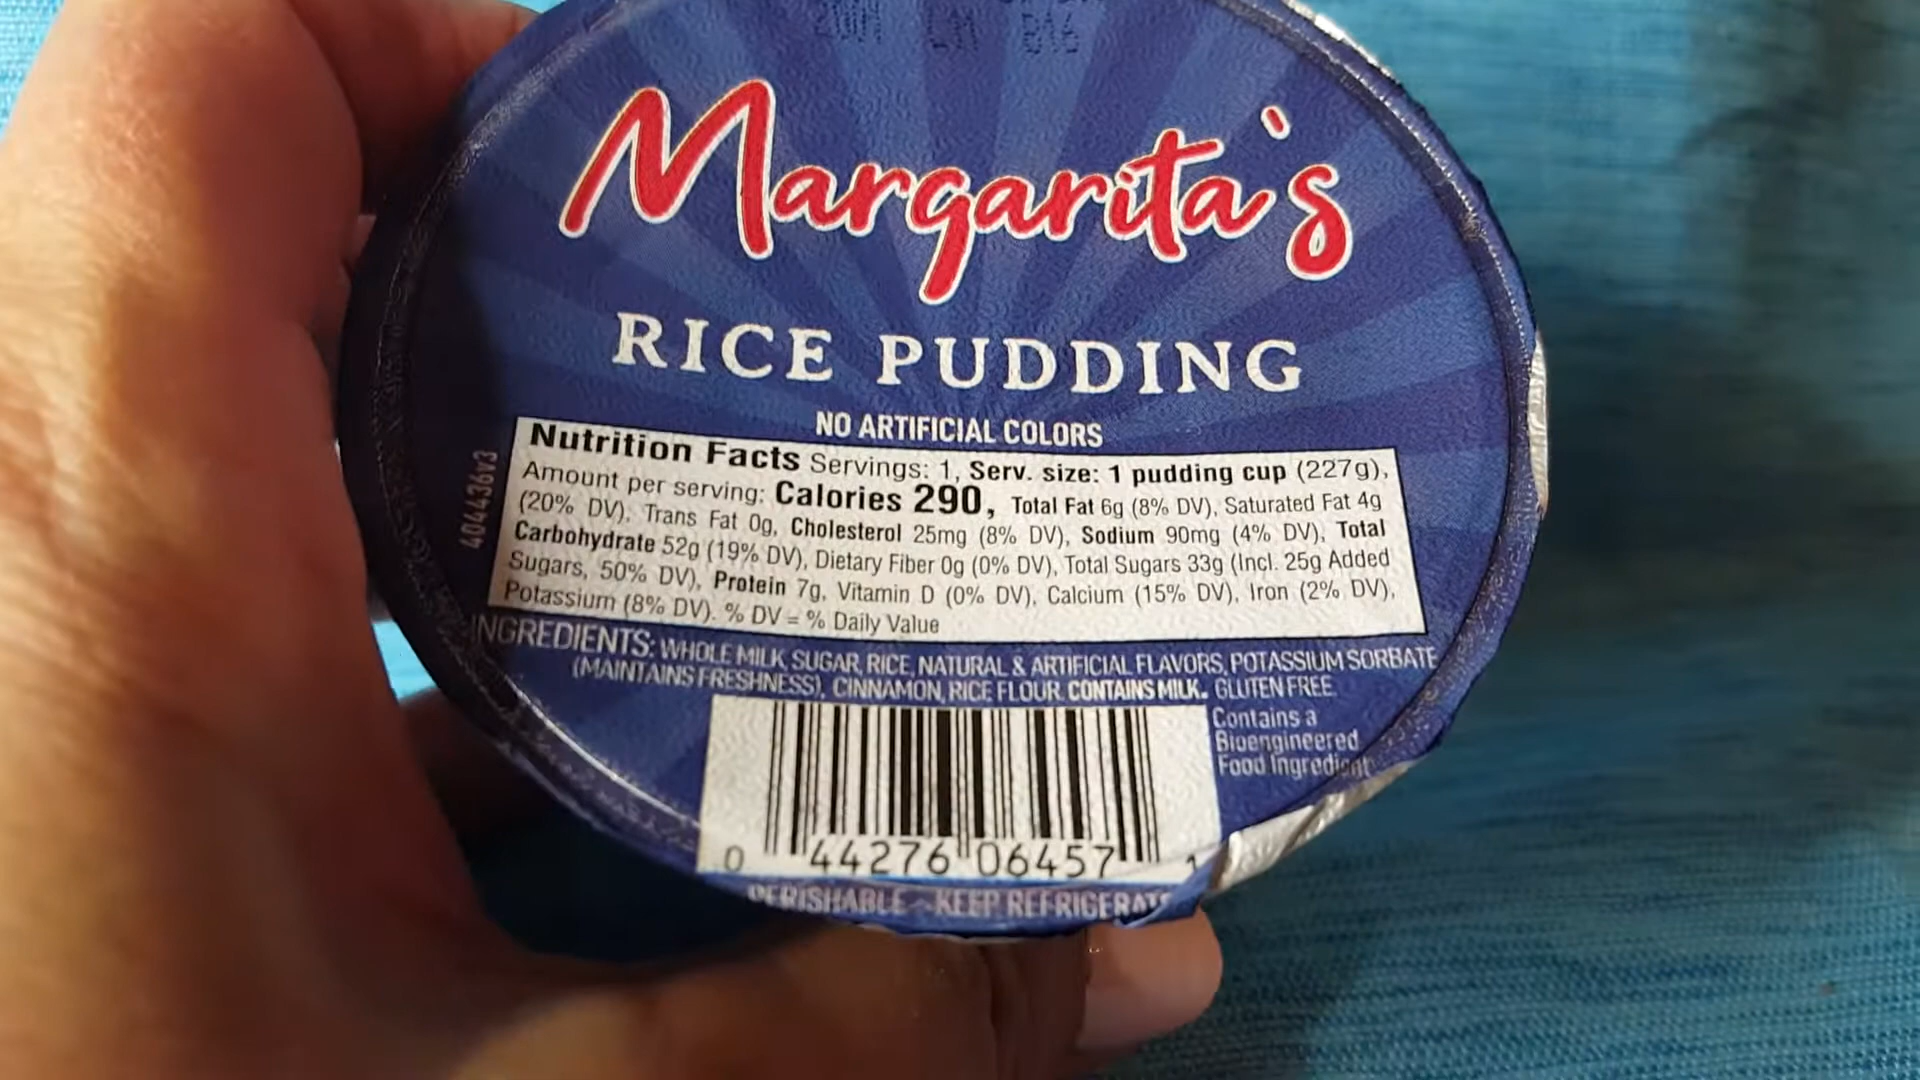 Margarita's
RICE PUDDING
NO ARTIFICIAL COLORS
Nutrition Facts Servings: 1, Serv. size: 1 pudding cup (227g),
Amount per serving: Calories 290, Total Fat 6g (8% DV), Saturated Fat 4g
(20% DV), Trans Fat 0g, Cholesterol 25mg (8% DV), Sodium 90mg (4% DV), Total
Carbohydrate 52g (19% DV), Dietary Fiber 0g (0% DV), Total Sugars 33g (Incl. 25g Added
Sugars, 50% DV), Protein 7g, Vitamin D (0% DV), Calcium (15% DV), Iron (2% DV),
Potassium (8% DV). % DV = % Daily Value
404436v3
INGREDIENTS: WHOLE MILK, SUGAR, RICE, NATURAL & ARTIFICIAL FLAVORS, POTASSIUM SORBATE
(MAINTAINS FRESHNESS), CINNAMON, RICE FLOUR. CONTAINS MILK. GLUTEN FREE
Contains a
Bioengineered
Food Ingredient
0 44276 06457 1
PERISHABLE - KEEP REFRIGERATE